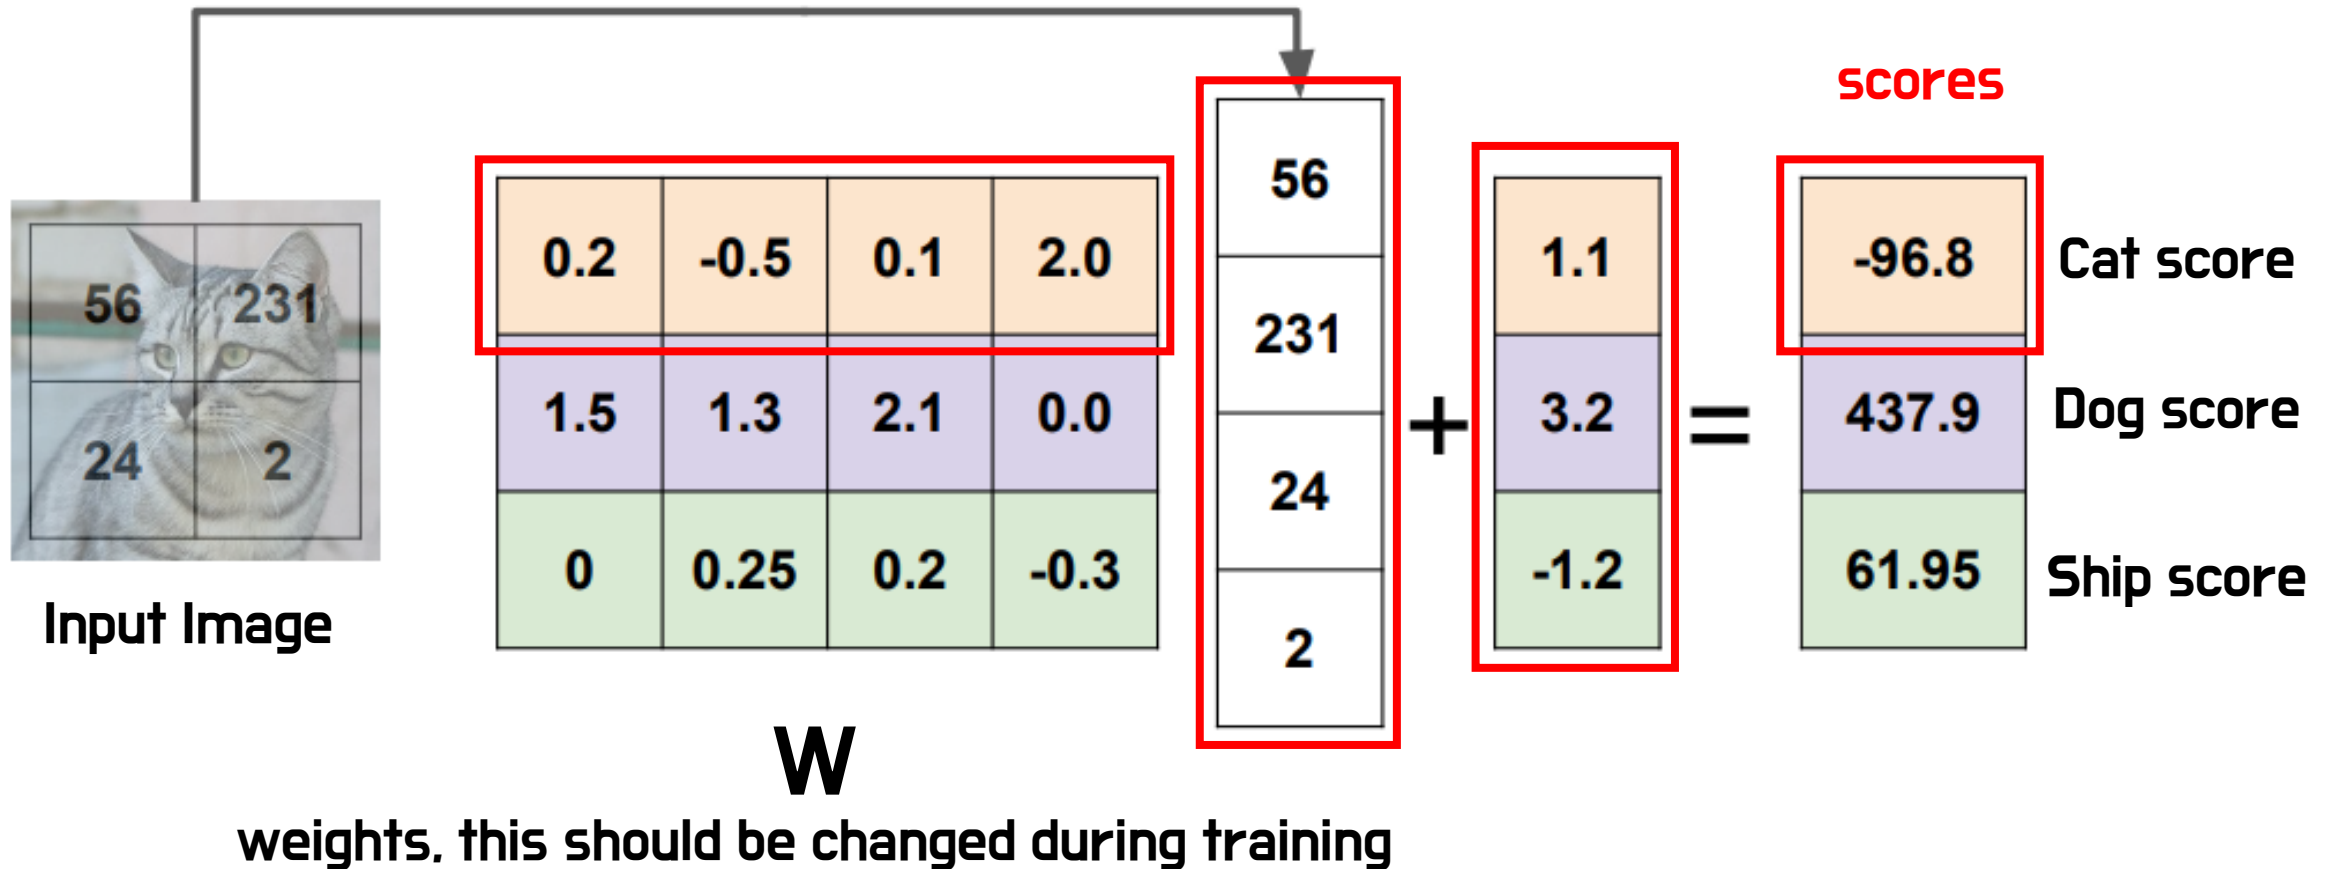 scores
56 231
24 2
Input Image
0.2 -0.5 0.1 2.0
1.5 1.3 2.1 0.0
0 0.25 0.2 -0.3
W
weights, this should be changed during training
56
231
24
2
+
1.1
3.2
-1.2
=
-96.8 Cat score
437.9 Dog score
61.95 Ship score